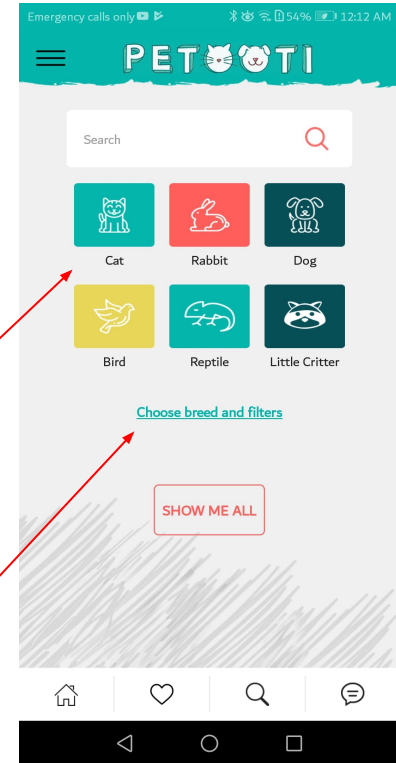 Emergency calls only 54% 12:12 AM
PETOOTI
Search
Cat Rabbit Dog
Bird Reptile Little Critter
Choose breed and filters
SHOW ME ALL